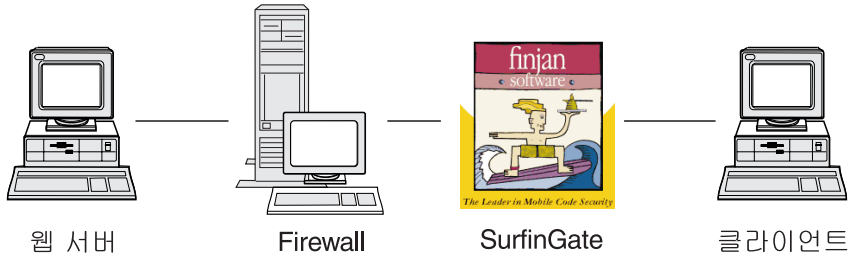 finjan
software
The Leader in Mobile Code Security
웹 서버
Firewall
SurfinGate
클라이언트